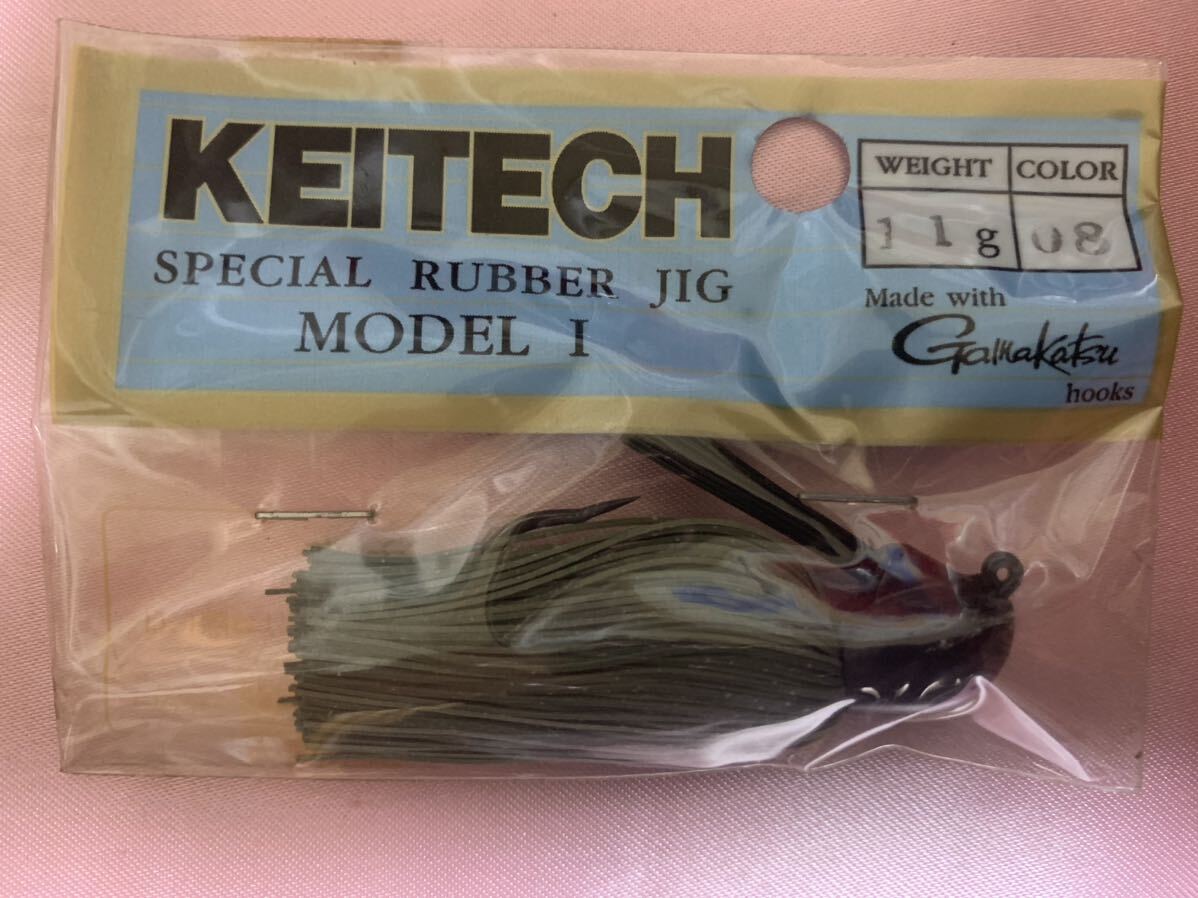 KEITECH
SPECIAL RUBBER JIG
MODEL I
WEIGHT COLOR
11g 08
Made with
Gamakatsu
hooks